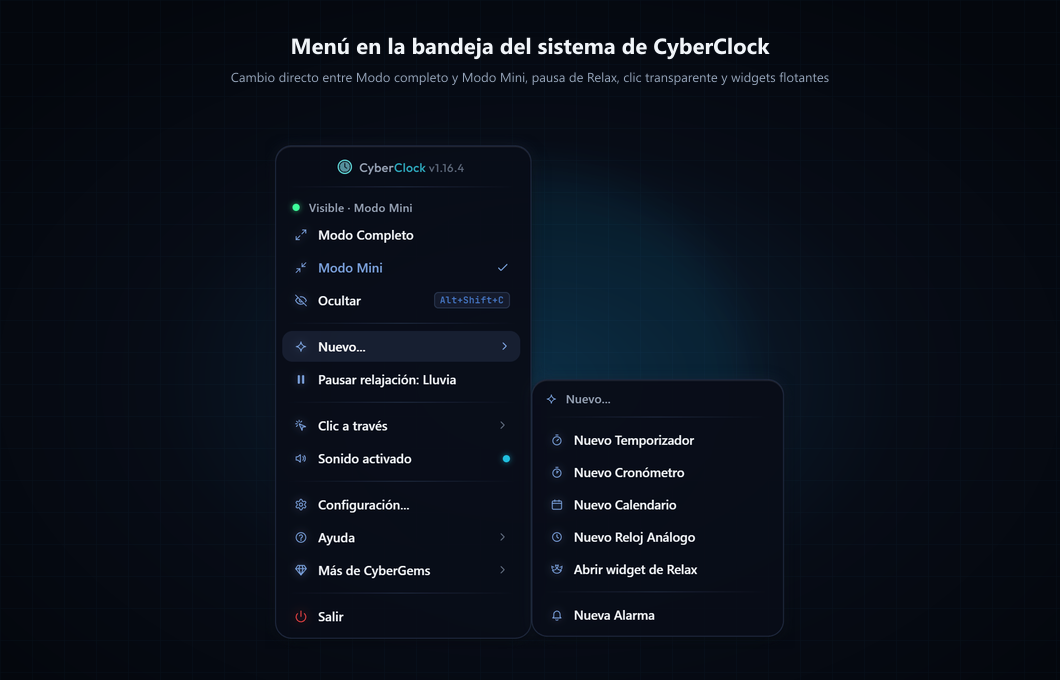 Menú en la bandeja del sistema de CyberClock
Cambio directo entre Modo completo y Modo Mini, pausa de Relax, clic transparente y widgets flotantes
CyberClock v1.16.4
Visible · Modo Mini
Modo Completo
Modo Mini
Ocultar Alt+Shift+C
Nuevo...
Pausar relajación: Lluvia
Clic a través
Sonido activado
Configuración...
Ayuda
Más de CyberGems
Salir
Nuevo...
Nuevo Temporizador
Nuevo Cronómetro
Nuevo Calendario
Nuevo Reloj Análogo
Abrir widget de Relax
Nueva Alarma